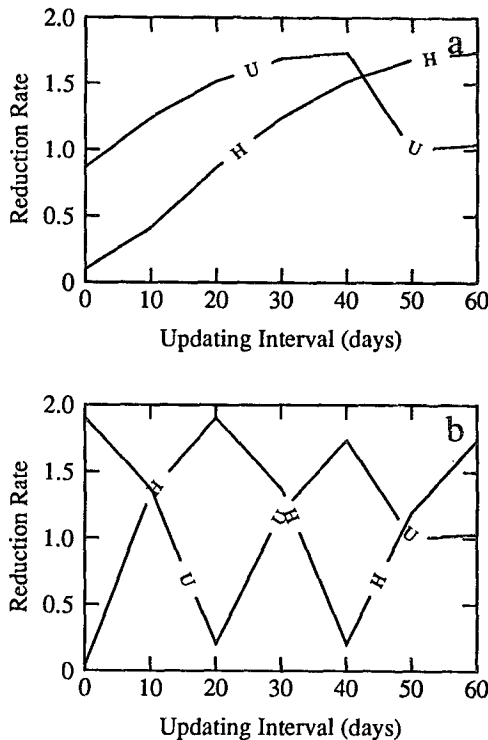 2.0
a
1.5
1.0
0.5
0
U
H
H
U
0 10 20 30 40 50 60
Reduction Rate
Updating Interval (days)
2.0
b
1.5
1.0
0.5
0
H
U
U
H
H
U
0 10 20 30 40 50 60
Reduction Rate
Updating Interval (days)